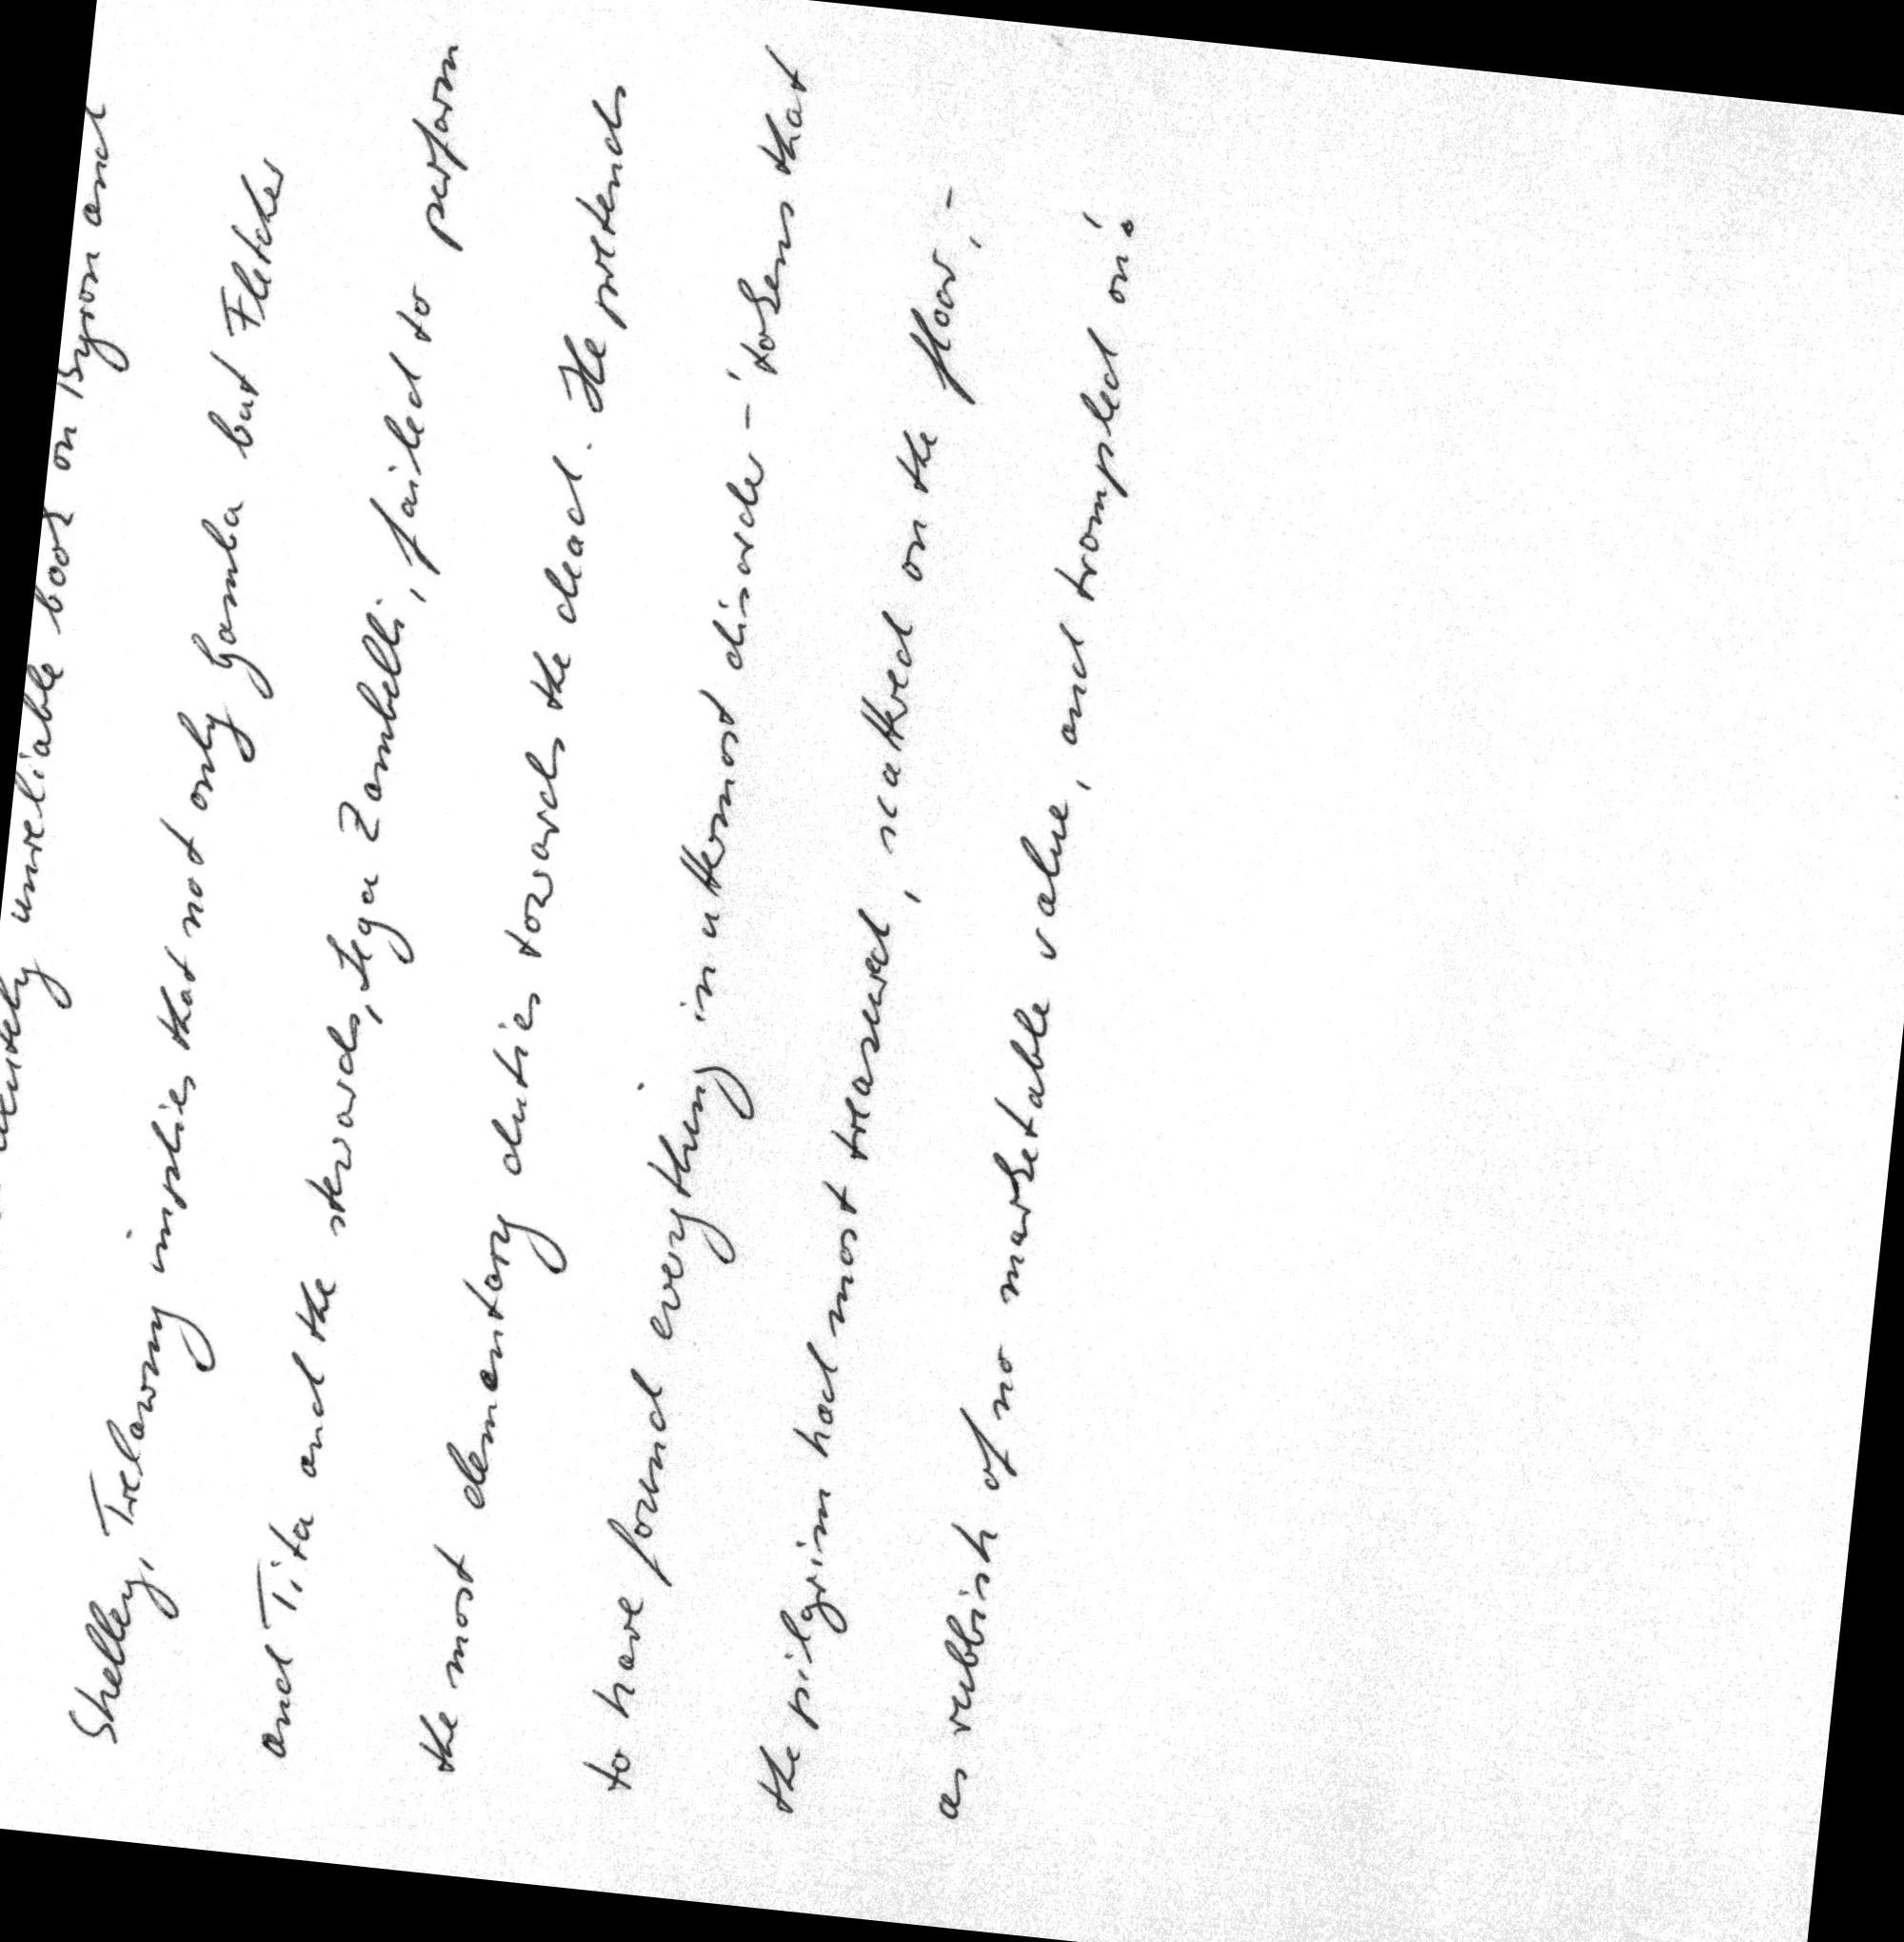 unreliable book on Byron and
Shelley, Trelawny implies that not only Gamba but Fletcher
and Tita and the stewards, Lega Zambelli, failed to perform
the most elementary duties towards the dead. He pretends
to have found everything in uttermost disorder - 'tokens that
the pilgrim had most treasured, scattered on the floor, -
as rubbish of no marketable value, and trampled on'.